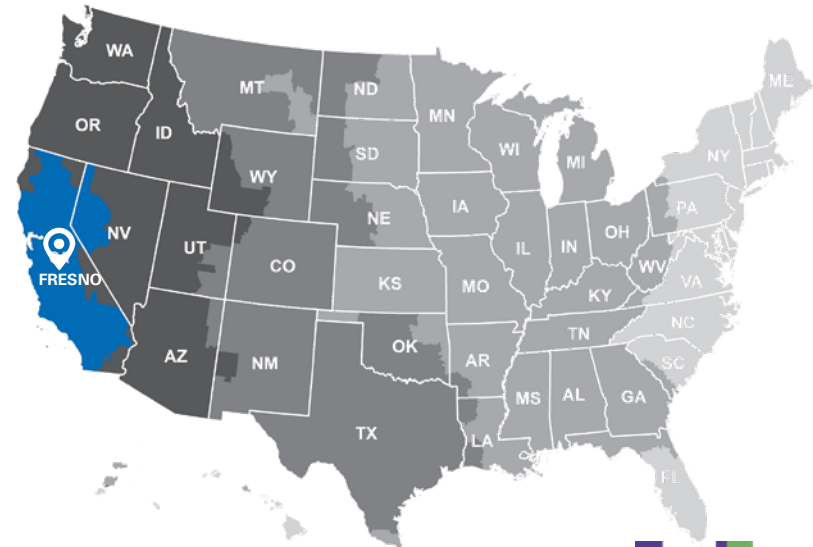 WA
MT
ND
MN
ME
OR
ID
WI
MI
NY
SD
WY
NE
IA
PA
NV
UT
CO
IL
IN
OH
WV
VA
FRESNO
KS
MO
KY
AZ
NM
OK
TN
NC
AR
SC
MS
AL
GA
TX
LA
FL